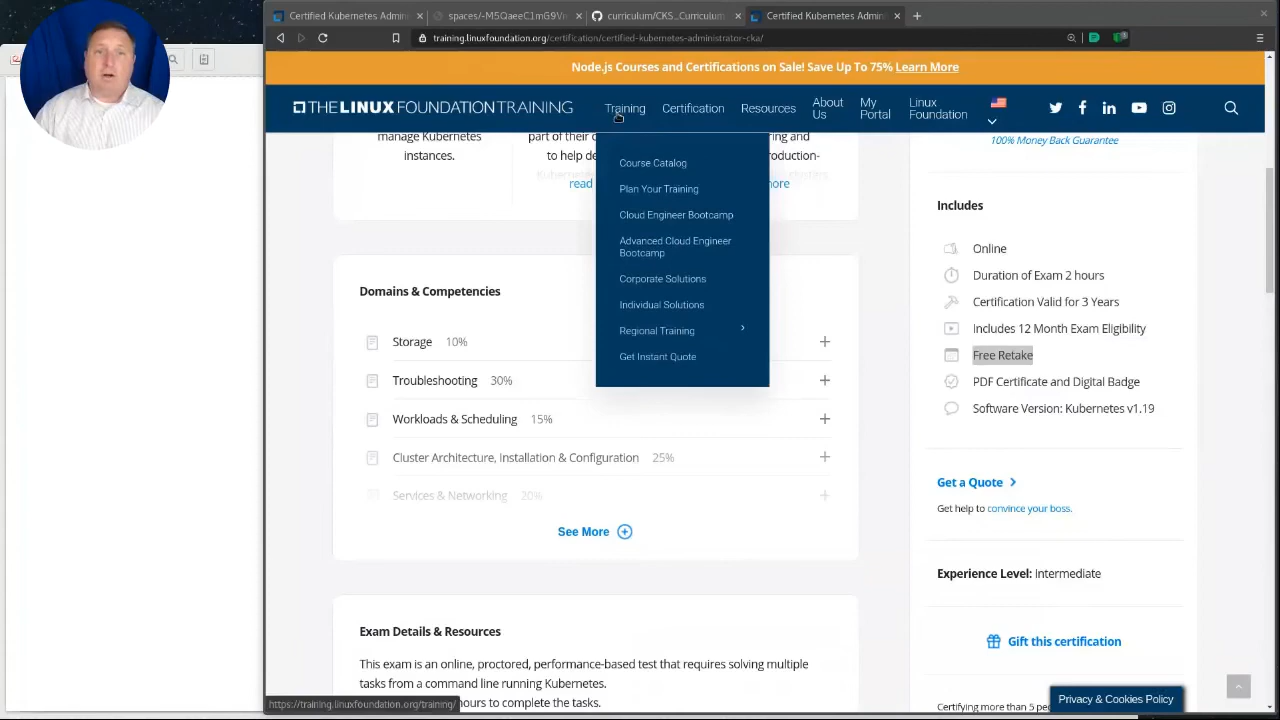 Certified Kubernetes Admini
spaces/-M5QaeeC1mG9V
curriculum/CKS_Curriculum
Certified Kubernetes Admini
training.linuxfoundation.org/certification/certified-kubernetes-administrator-cka/
Node.js Courses and Certifications on Sale! Save Up To 75% Learn More
THE LINUX FOUNDATION TRAINING
Training
Certification
Resources
About Us
My Portal
Linux Foundation
manage Kubernetes
instances.
part of their
to help de
read
ing and
oduction-
more
Course Catalog
Plan Your Training
Cloud Engineer Bootcamp
Advanced Cloud Engineer
Bootcamp
Corporate Solutions
Individual Solutions
Regional Training
Get Instant Quote
Domains & Competencies
Storage 10%
Troubleshooting 30%
Workloads & Scheduling 15%
Cluster Architecture, Installation & Configuration 25%
Services & Networking 20%
See More
Exam Details & Resources
This exam is an online, proctored, performance-based test that requires solving multiple
tasks from a command line running Kubernetes.
hours to complete the tasks.
100% Money Back Guarantee
Includes
Online
Duration of Exam 2 hours
Certification Valid for 3 Years
Includes 12 Month Exam Eligibility
Free Retake
PDF Certificate and Digital Badge
Software Version: Kubernetes v1.19
Get a Quote
Get help to convince your boss.
Experience Level: Intermediate
Gift this certification
Certifying more than 5 pe
Privacy & Cookies Policy
https://training.linuxfoundation.org/training/